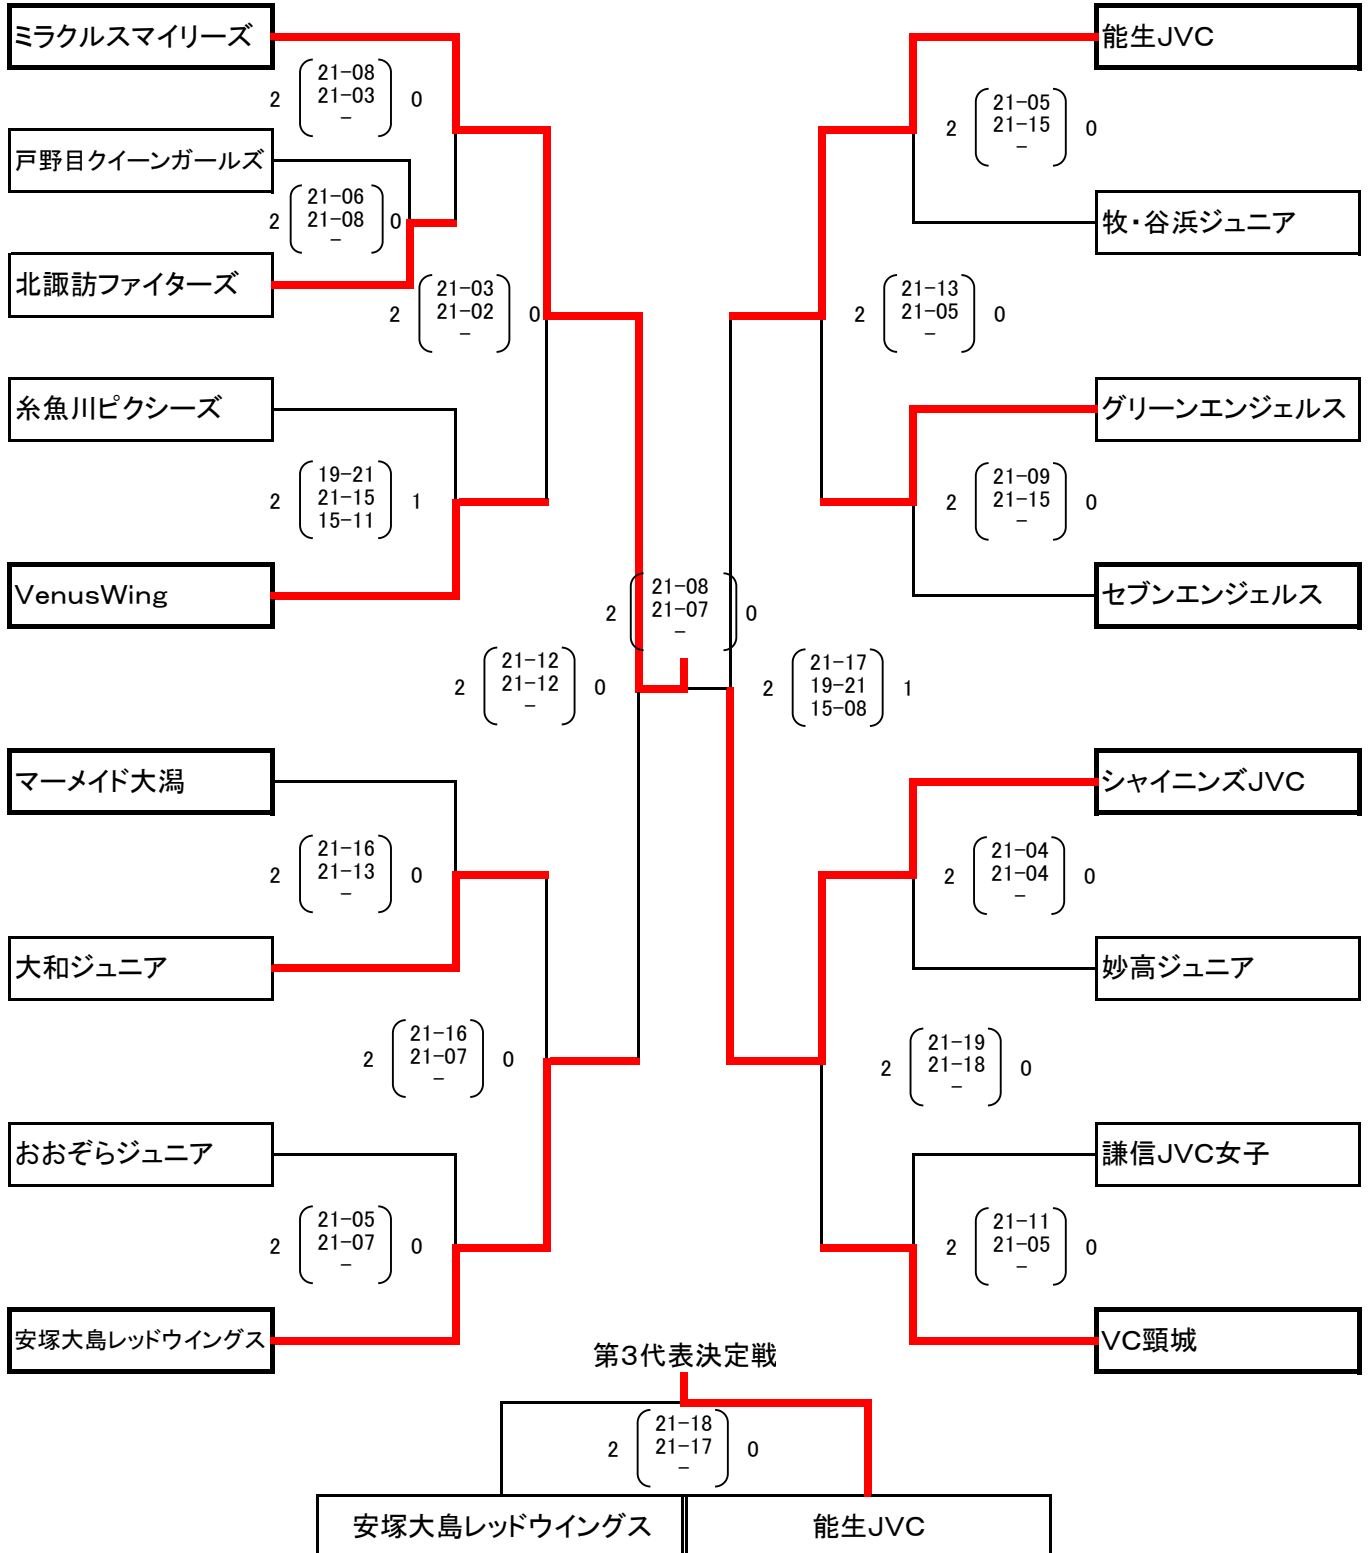 ミラクルスマイリーズ
2 21-08 0
21-03
-
戸野目クイーンガールズ
2 21-06 0
21-08
-
北諏訪ファイターズ
2 21-03 0
21-02
-
糸魚川ピクシーズ
2 19-21 1
21-15
15-11
VenusWing
2 21-12 0
21-12
-
マーメイド大潟
2 21-16 0
21-13
-
大和ジュニア
2 21-16 0
21-07
-
おおぞらジュニア
2 21-05 0
21-07
-
安塚大島レッドウイングス
2 21-08 0
21-07
-
能生JVC
2 21-05 0
21-15
-
牧・谷浜ジュニア
2 21-13 0
21-05
-
グリーンエンジェルス
2 21-09 0
21-15
-
セブンエンジェルス
2 21-17 1
19-21
15-08
シャイニンズJVC
2 21-04 0
21-04
-
妙高ジュニア
2 21-19 0
21-18
-
謙信JVC女子
2 21-11 0
21-05
-
VC頸城
第3代表決定戦
2 21-18 0
21-17
-
安塚大島レッドウイングス
能生JVC